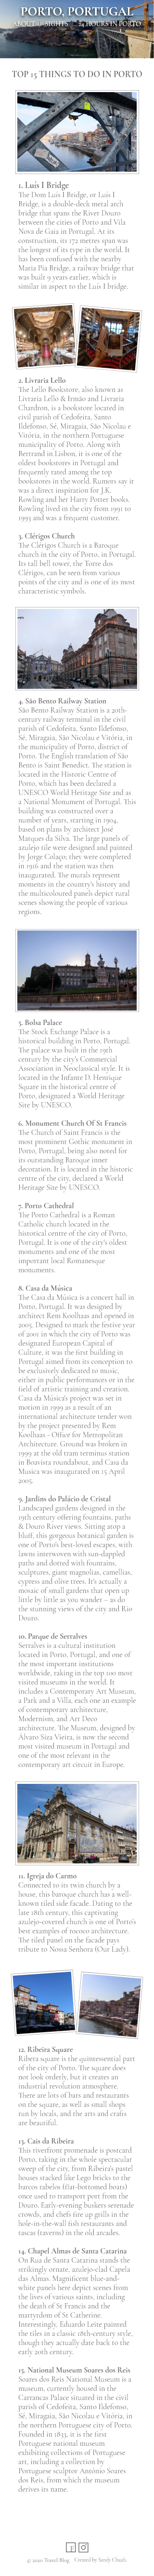 PORTO, PORTUGAL
ABOUT
SIGHTS
24 HOURS IN PORTO
TOP 15 THINGS TO DO IN PORTO
1. Luís I Bridge
The Dom Luís I Bridge, or Luís I
Bridge, is a double-deck metal arch
bridge that spans the River Douro
between the cities of Porto and Vila
Nova de Gaia in Portugal. At its
construction, its 172 metres span was
the longest of its type in the world. It
has been confused with the nearby
Maria Pia Bridge, a railway bridge that
was built 9 years earlier, which is
similar in aspect to the Luís I bridge.
2. Livraria Lello
The Lello Bookstore, also known as
Livraria Lello & Irmão and Livraria
Chardron, is a bookstore located in
civil parish of Cedofeita, Santo
Ildefonso, Sé, Miragaia, São Nicolau e
Vitória, in the northern Portuguese
municipality of Porto. Along with
Bertrand in Lisbon, it is one of the
oldest bookstores in Portugal and
frequently rated among the top
bookstores in the world. Rumors say it
was a direct inspiration for J.K.
Rowling and her Harry Potter books.
Rowling lived in the city from 1991 to
1993 and was a frequent customer.
3. Clérigos Church
The Clérigos Church is a Baroque
church in the city of Porto, in Portugal.
Its tall bell tower, the Torre dos
Clérigos, can be seen from various
points of the city and is one of its most
characteristic symbols.
4. São Bento Railway Station
São Bento Railway Station is a 20th-
century railway terminal in the civil
parish of Cedofeita, Santo Ildefonso,
Sé, Miragaia, São Nicolau e Vitória, in
the municipality of Porto, district of
Porto. The English translation of São
Bento is Saint Benedict. The station is
located in the Historic Centre of
Porto, which has been declared a
UNESCO World Heritage Site and as
a National Monument of Portugal. This
building was constructed over a
number of years, starting in 1904,
based on plans by architect José
Marques da Silva. The large panels of
azulejo tile were designed and painted
by Jorge Colaço; they were completed
in 1916 and the station was then
inaugurated. The murals represent
moments in the country's history and
the multicoloured panels depict rural
scenes showing the people of various
regions.
5. Bolsa Palace
The Stock Exchange Palace is a
historical building in Porto, Portugal.
The palace was built in the 19th
century by the city's Commercial
Association in Neoclassical style. It is
located in the Infante D. Henrique
Square in the historical centre of
Porto, designated a World Heritage
Site by UNESCO.
6. Monument Church Of St Francis
The Church of Saint Francis is the
most prominent Gothic monument in
Porto, Portugal, being also noted for
its outstanding Baroque inner
decoration. It is located in the historic
centre of the city, declared a World
Heritage Site by UNESCO.
7. Porto Cathedral
The Porto Cathedral is a Roman
Catholic church located in the
historical centre of the city of Porto,
Portugal. It is one of the city's oldest
monuments and one of the most
important local Romanesque
monuments.
8. Casa da Música
The Casa da Música is a concert hall in
Porto, Portugal. It was designed by
architect Rem Koolhaas and opened in
2005. Designed to mark the festive year
of 2001 in which the city of Porto was
designated European Capital of
Culture, it was the first building in
Portugal aimed from its conception to
be exclusively dedicated to music,
either in public performances or in the
field of artistic training and creation.
Casa da Música's project was set in
motion in 1999 as a result of an
international architecture tender won
by the project presented by Rem
Koolhaas - Office for Metropolitan
Architecture. Ground was broken in
1999 at the old tram terminus station
in Boavista roundabout, and Casa da
Música was inaugurated on 15 April
2005.
9. Jardins do Palácio de Cristal
Landscaped gardens designed in the
19th century offering fountains, paths
& Douro River views. Sitting atop a
bluff, this gorgeous botanical garden is
one of Porto's best-loved escapes, with
lawns interwoven with sun-dappled
paths and dotted with fountains,
sculptures, giant magnolias, camellias,
cypress and olive trees. It's actually a
mosaic of small gardens that open up
little by little as you wander – as do
the stunning views of the city and Rio
Douro.
10. Parque de Serralves
Serralves is a cultural institution
located in Porto, Portugal, and one of
the most important institutions
worldwide, raking in the top 100 most
visited museums in the world. It
includes a Contemporary Art Museum,
a Park and a Villa, each one an example
of contemporary architecture,
Modernism, and Art Deco
architecture. The Museum, designed by
Álvaro Siza Vieira, is now the second
most visited museum in Portugal and
one of the most relevant in the
contemporary art circuit in Europe.
11. Igreja do Carmo
Connected to its twin church by a
house, this baroque church has a well-
known tiled side facade. Dating to the
late 18th century, this captivating
azulejo-covered church is one of Porto's
best examples of rococo architecture.
The tiled panel on the facade pays
tribute to Nossa Senhora (Our Lady).
12. Ribeira Square
Ribera square is the quintessential part
of the city of Porto. The square does
not look orderly, but it creates an
industrial revolution atmosphere.
There are lots of bars and restaurants
on the square, as well as small shops
run by locals, and the arts and crafts
are beautiful.
13. Cais da Ribeira
This riverfront promenade is postcard
Porto, taking in the whole spectacular
sweep of the city, from Ribeira's pastel
houses stacked like Lego bricks to the
barcos rabelos (flat-bottomed boats)
once used to transport port from the
Douro. Early-evening buskers serenade
crowds, and chefs fire up grills in the
hole-in-the-wall fish restaurants and
tascas (taverns) in the old arcades.
14. Chapel Almas de Santa Catarina
On Rua de Santa Catarina stands the
strikingly ornate, azulejo-clad Capela
das Almas. Magnificent blue-and-
white panels here depict scenes from
the lives of various saints, including
the death of St Francis and the
martyrdom of St Catherine.
Interestingly, Eduardo Leite painted
the tiles in a classic 18th-century style,
though they actually date back to the
early 20th century.
15. National Museum Soares dos Reis
Soares dos Reis National Museum is a
museum, currently housed in the
Carrancas Palace situated in the civil
parish of Cedofeita, Santo Ildefonso,
Sé, Miragaia, São Nicolau e Vitória, in
the northern Portuguese city of Porto.
Founded in 1833, it is the first
Portuguese national museum
exhibiting collections of Portuguese
art, including a collection by
Portuguese sculptor António Soares
dos Reis, from which the museum
derives its name.
© 2020 Travel Blog Created by Sandy Chuah.